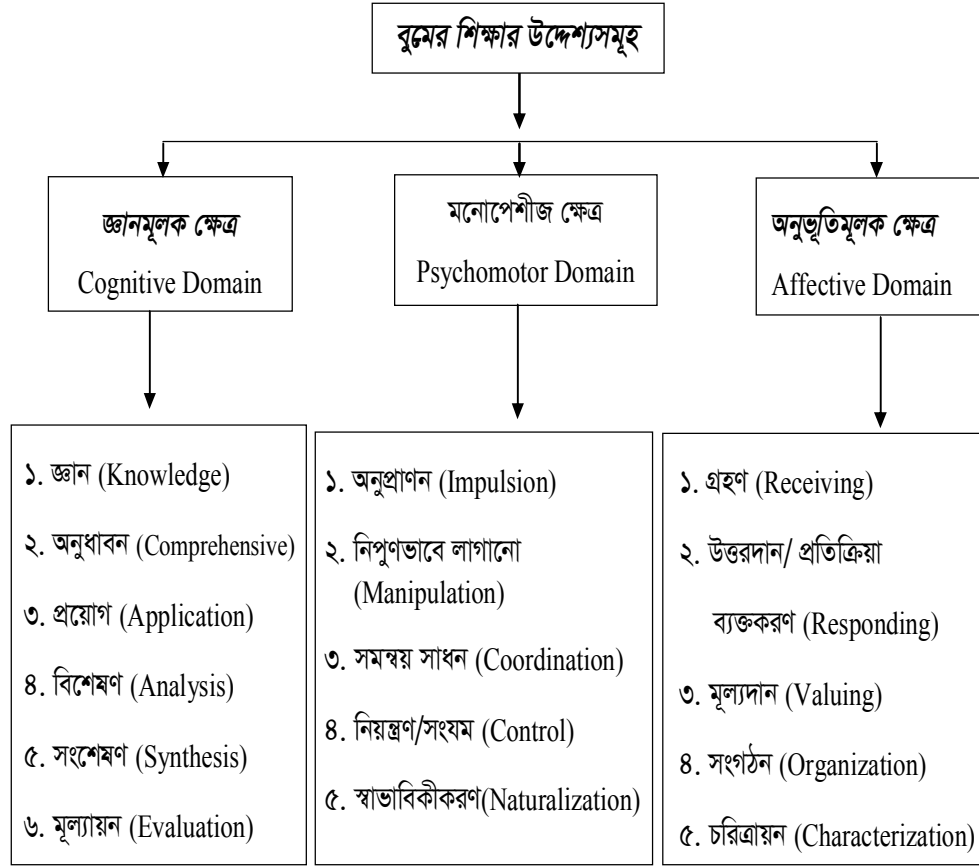 বুমের শিক্ষার উদ্দেশ্যসমূহ
জ্ঞানমূলক ক্ষেত্র
Cognitive Domain
মনোপেশীজ ক্ষেত্র
Psychomotor Domain
অনুভূতিমূলক ক্ষেত্র
Affective Domain
১. জ্ঞান (Knowledge)
২. অনুধাবন (Comprehensive)
৩. প্রয়োগ (Application)
৪. বিশেষণ (Analysis)
৫. সংশেষণ (Synthesis)
৬. মূল্যায়ন (Evaluation)
১. অনুপ্রাণন (Impulsion)
২. নিপুণভাবে লাগানো
(Manipulation)
৩. সমন্বয় সাধন (Coordination)
৪. নিয়ন্ত্রণ/সংযম (Control)
৫. স্বাভাবিকীকরণ(Naturalization)
১. গ্রহণ (Receiving)
২. উত্তরদান/ প্রতিক্রিয়া
ব্যক্তকরণ (Responding)
৩. মূল্যদান (Valuing)
৪. সংগঠন (Organization)
৫. চরিত্রায়ন (Characterization)